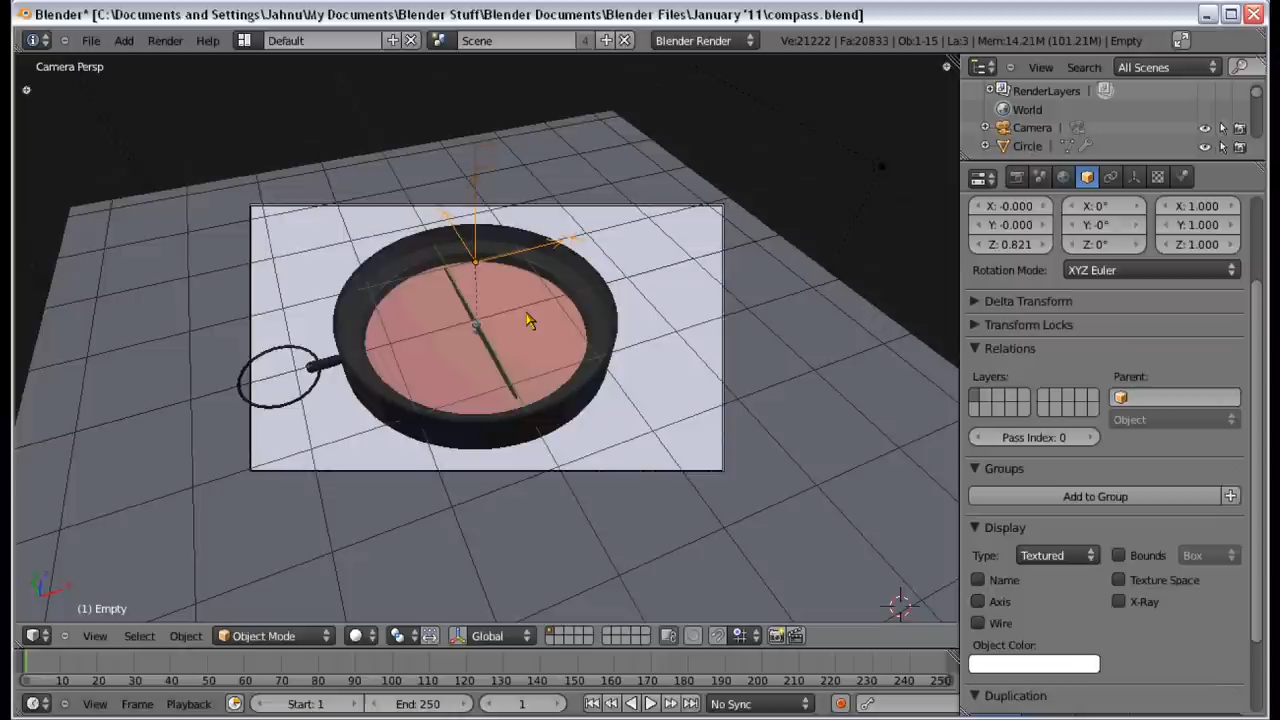 Blender* [C:\Documents and Settings\Jahnu\My Documents\Blender Stuff\Blender Documents\Blender Files\January '11\compass.blend]
File Add Render Help Default Scene 4 Blender Render Ve:21222 | Fa:20833 | Ob:1-15 | La:3 | Mem:14.21M (101.21M) | Empty
Camera Persp
View Search All Scenes
RenderLayers
World
Camera
Circle
X: -0.000 X: 0° X: 1.000
Y: -0.000 Y: -0° Y: 1.000
Z: 0.821 Z: 0° Z: 1.000
Rotation Mode: XYZ Euler
Delta Transform
Transform Locks
Relations
Layers: Parent:
Object
Pass Index: 0
Groups
Add to Group
Display
Type: Textured Bounds Box
Name Texture Space
Axis X-Ray
Wire
Object Color:
Duplication
(1) Empty
View Select Object Object Mode Global
10 20 30 40 50 60 70 80 90 100 110 120 130 140 150 160 170 180 190 200 210 220 230 240 250
View Frame Playback Start: 1 End: 250 1 No Sync